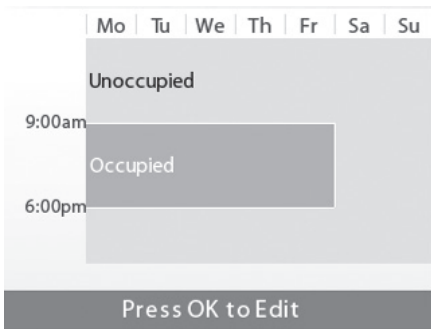 Mo Tu We Th Fr Sa Su
Unoccupied
9:00am
Occupied
6:00pm
Press OK to Edit